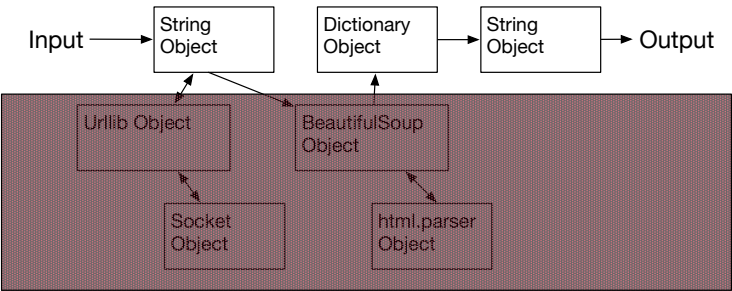 Input
String
Object
Dictionary
Object
String
Object
Output
Urllib Object
BeautifulSoup
Object
Socket
Object
html.parser
Object